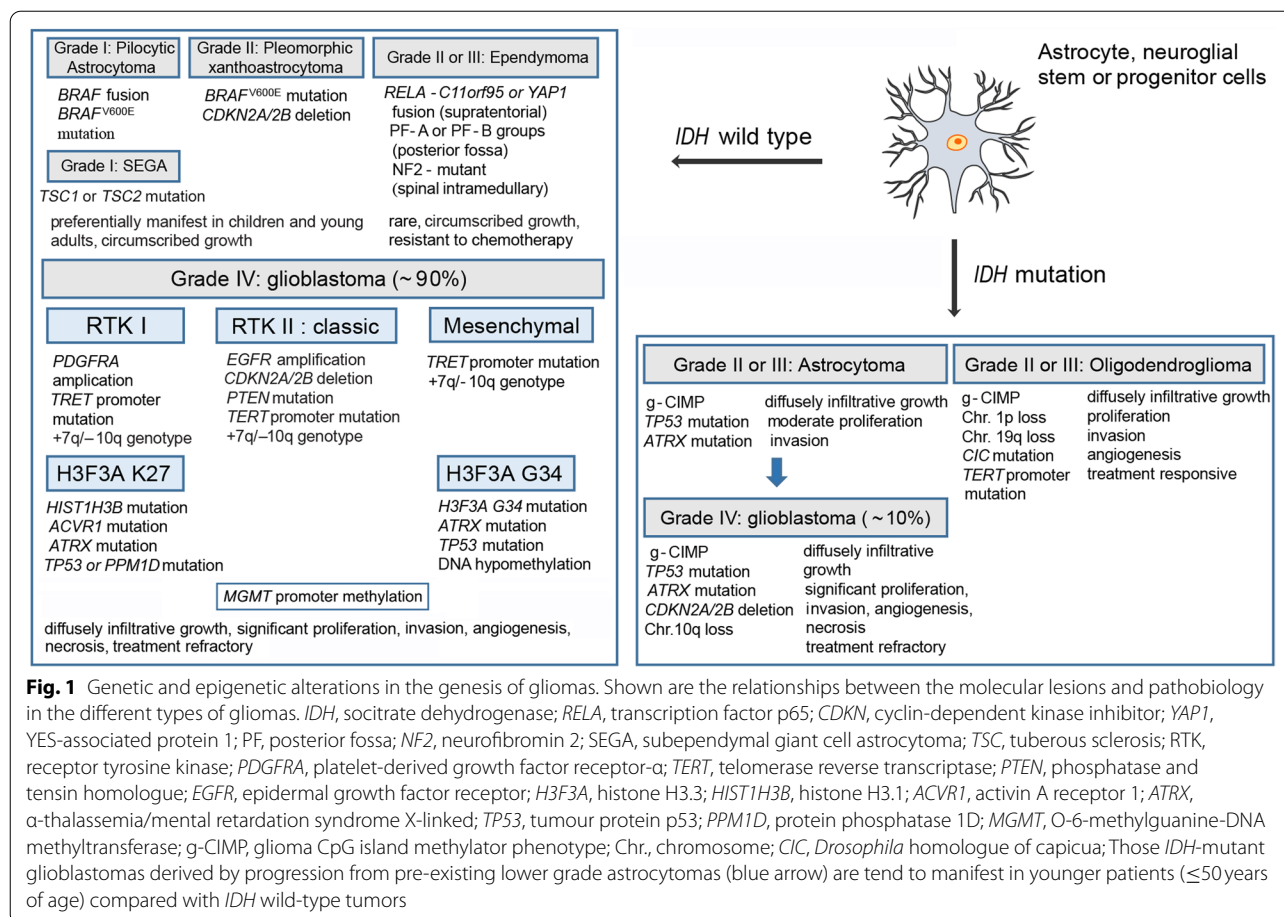 Grade I: Pilocytic
Astrocytoma
BRAF fusion
BRAFV600E
mutation
Grade I: SEGA
TSC1 or TSC2 mutation
Grade II: Pleomorphic
xanthoastrocytoma
BRAFV600E mutation
CDKN2A/2B deletion
preferentially manifest in children and young
adults, circumscribed growth
Grade II or III: Ependymoma
RELA - C11orf95 or YAP1
fusion (supratentorial)
PF- A or PF - B groups
(posterior fossa)
NF2 - mutant
(spinal intramedullary)
rare, circumscribed growth,
resistant to chemotherapy
Grade IV: glioblastoma (~ 90%)
RTK I
PDGFRA
amplication
TRET promoter
mutation
+7q/– 10q genotype
RTK II : classic
EGFR amplification
CDKN2A/2B deletion
PTEN mutation
TERT promoter mutation
+7q/–10q genotype
Mesenchymal
TRET promoter mutation
+7q/- 10q genotype
H3F3A K27
HIST1H3B mutation
ACVR1 mutation
ATRX mutation
TP53 or PPM1D mutation
H3F3A G34
H3F3A G34 mutation
ATRX mutation
TP53 mutation
DNA hypomethylation
MGMT promoter methylation
diffusely infiltrative growth, significant proliferation, invasion, angiogenesis,
necrosis, treatment refractory
Astrocyte, neuroglial
stem or progenitor cells
IDH wild type
IDH mutation
Grade II or III: Astrocytoma
g-CIMP
TP53 mutation
ATRX mutation
diffusely infiltrative growth
moderate proliferation
invasion
Grade IV: glioblastoma (~10%)
g- CIMP
TP53 mutation
ATRX mutation
CDKN2A/2B deletion
Chr.10q loss
diffusely infiltrative
growth
significant proliferation,
invasion, angiogenesis,
necrosis
treatment refractory
Grade II or III: Oligodendroglioma
g-CIMP
Chr. 1p loss
Chr. 19q loss
CIC mutation
TERT promoter
mutation
diffusely infiltrative growth
proliferation
invasion
angiogenesis
treatment responsive
Fig. 1 Genetic and epigenetic alterations in the genesis of gliomas. Shown are the relationships between the molecular lesions and pathobiology
in the different types of gliomas. IDH, socitrate dehydrogenase; RELA, transcription factor p65; CDKN, cyclin-dependent kinase inhibitor; YAP1,
YES-associated protein 1; PF, posterior fossa; NF2, neurofibromin 2; SEGA, subependymal giant cell astrocytoma; TSC, tuberous sclerosis; RTK,
receptor tyrosine kinase; PDGFRA, platelet-derived growth factor receptor-α; TERT, telomerase reverse transcriptase; PTEN, phosphatase and
tensin homologue; EGFR, epidermal growth factor receptor; H3F3A, histone H3.3; HIST1H3B, histone H3.1; ACVR1, activin A receptor 1; ATRX,
α-thalassemia/mental retardation syndrome X-linked; TP53, tumour protein p53; PPM1D, protein phosphatase 1D; MGMT, O-6-methylguanine-DNA
methyltransferase; g-CIMP, glioma CpG island methylator phenotype; Chr., chromosome; CIC, Drosophila homologue of capicua; Those IDH-mutant
glioblastomas derived by progression from pre-existing lower grade astrocytomas (blue arrow) are tend to manifest in younger patients (≤50 years
of age) compared with IDH wild-type tumors